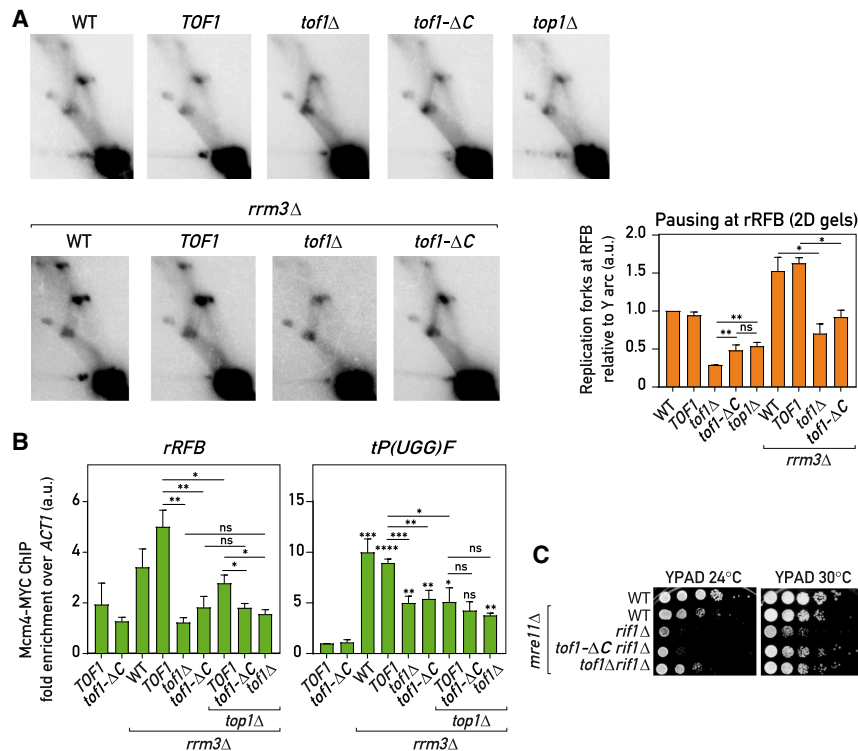 A
WT TOF1 tof1Δ tof1-ΔC top1Δ
rrm3Δ
WT TOF1 tof1Δ tof1-ΔC
Pausing at rRFB (2D gels)
Replication forks at RFB
relative to Y arc (a.u.)
2.0
1.5
1.0
0.5
0
* *
** ** ns
WT TOF1 tof1Δ tof1-ΔC top1Δ WT TOF1 tof1Δ tof1-ΔC
rrm3Δ
B
rRFB
Mcm4-MYC ChIP
fold enrichment over ACT1 (a.u.)
6
4
2
0
*
**
**
ns
ns
*
*
TOF1 tof1-ΔC WT TOF1 tof1Δ tof1-ΔC TOF1 tof1-ΔC tof1Δ
top1Δ
rrm3Δ
tP(UGG)F
15
10
5
0
*
**
***
***
****
ns
ns
** ** * ns **
TOF1 tof1-ΔC WT TOF1 tof1Δ tof1-ΔC TOF1 tof1-ΔC tof1Δ
top1Δ
rrm3Δ
C
YPAD 24°C YPAD 30°C
WT
WT
rif1Δ
tof1-ΔC rif1Δ
tof1Δrif1Δ
mre11Δ